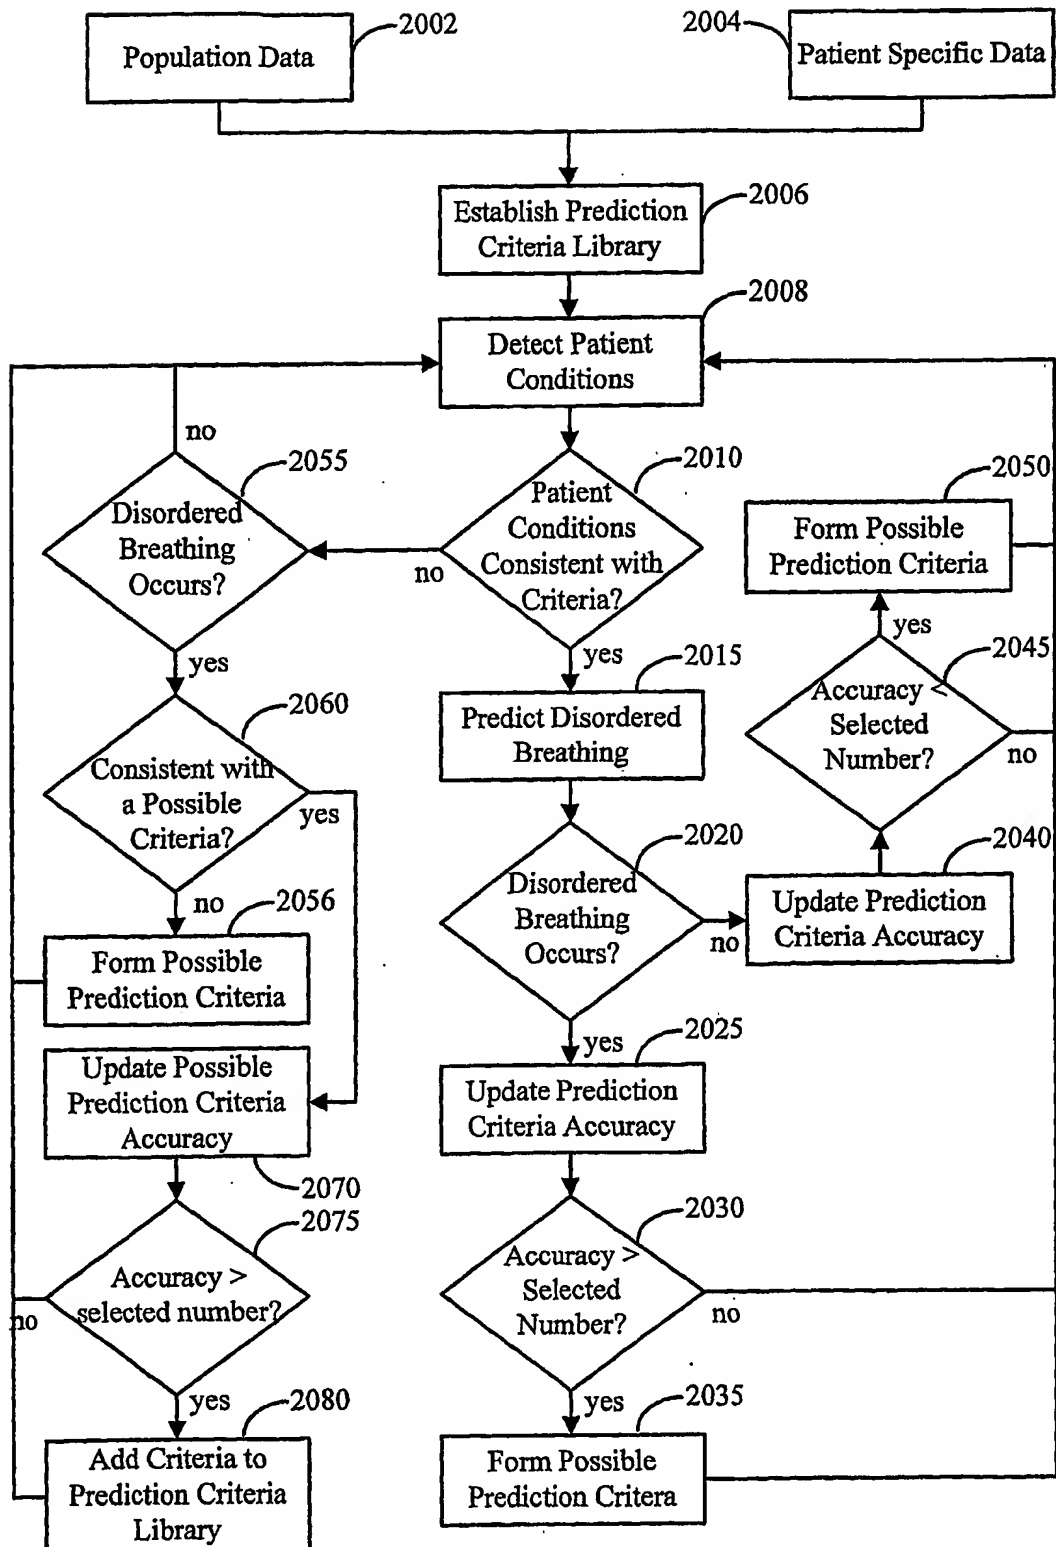 2002
2004
Population Data
Patient Specific Data
2006
Establish Prediction
Criteria Library
2008
Detect Patient
Conditions
no
2055
Disordered
Breathing
Occurs?
2010
Patient
Conditions
Consistent with
Criteria?
no
2050
Form Possible
Prediction Criteria
yes
yes
2015
yes
2045
Accuracy <
Selected
Number?
no
2060
Consistent with
a Possible
Criteria?
yes
Predict Disordered
Breathing
2020
Disordered
Breathing
Occurs?
no
2040
Update Prediction
Criteria Accuracy
no
2056
Form Possible
Prediction Criteria
yes
2025
Update Possible
Prediction Criteria
Accuracy
2070
Update Prediction
Criteria Accuracy
2075
Accuracy >
selected number?
no
2030
Accuracy >
Selected
Number?
no
yes
2080
yes
2035
Add Criteria to
Prediction Criteria
Library
Form Possible
Prediction Critera